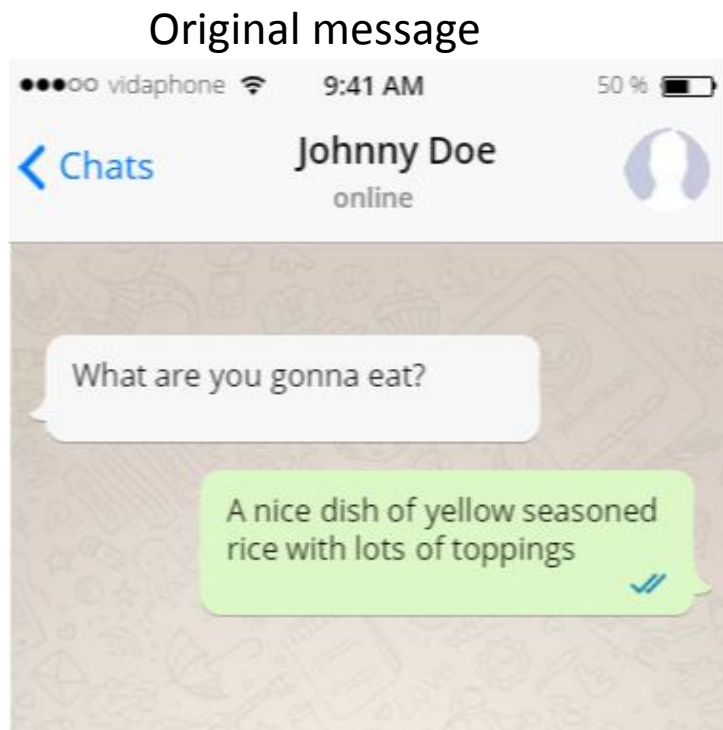 Original message
vidaphone 9:41 AM 50 %
Chats Johnny Doe
online
What are you gonna eat?
A nice dish of yellow seasoned
rice with lots of toppings